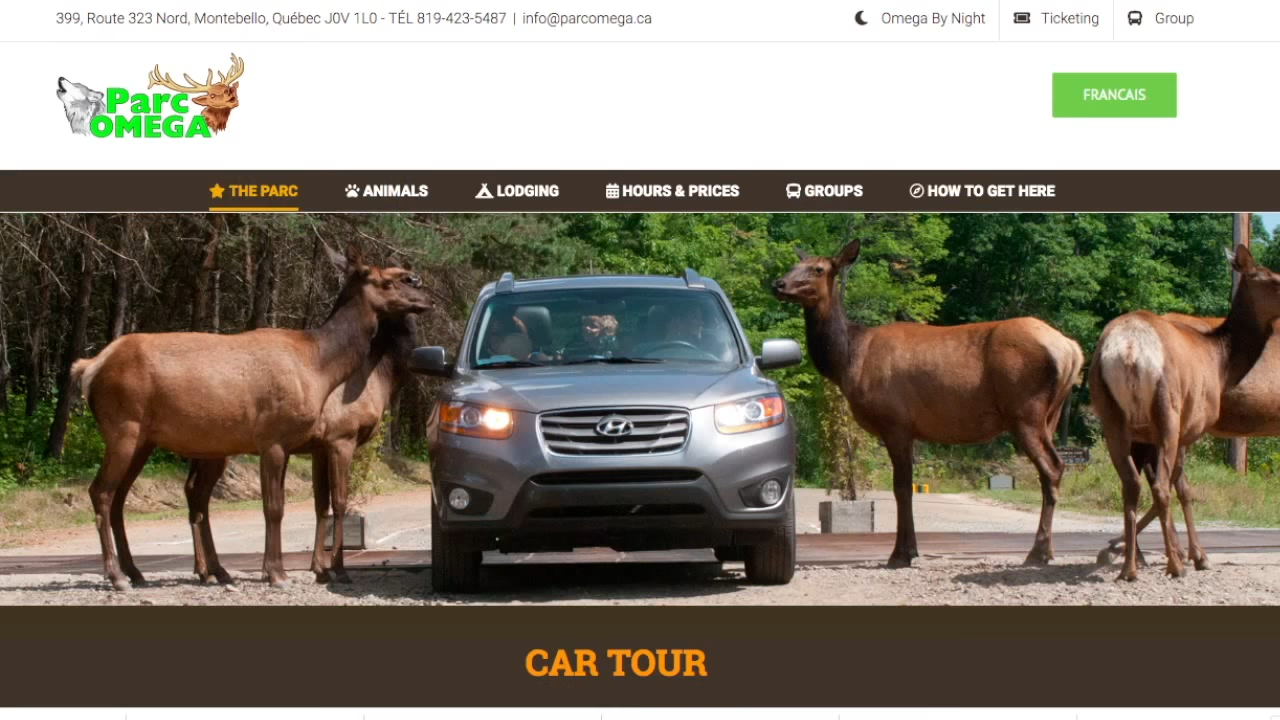 399, Route 323 Nord, Montebello, Québec J0V 1L0 - TÉL 819-423-5487 | info@parcomega.ca
Omega By Night
Ticketing
Group
Parc
OMEGA
FRANCAIS
THE PARC
ANIMALS
LODGING
HOURS & PRICES
GROUPS
HOW TO GET HERE
CAR TOUR